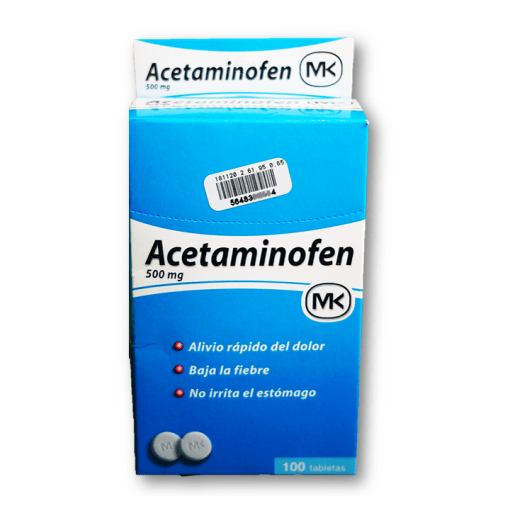 Acetaminofen MK
500 mg
181120 2 61 95 0.65
Acetaminofen
500 mg
MK
Alivio rápido del dolor
Baja la fiebre
No irrita el estómago
MK MK
100 tabletas